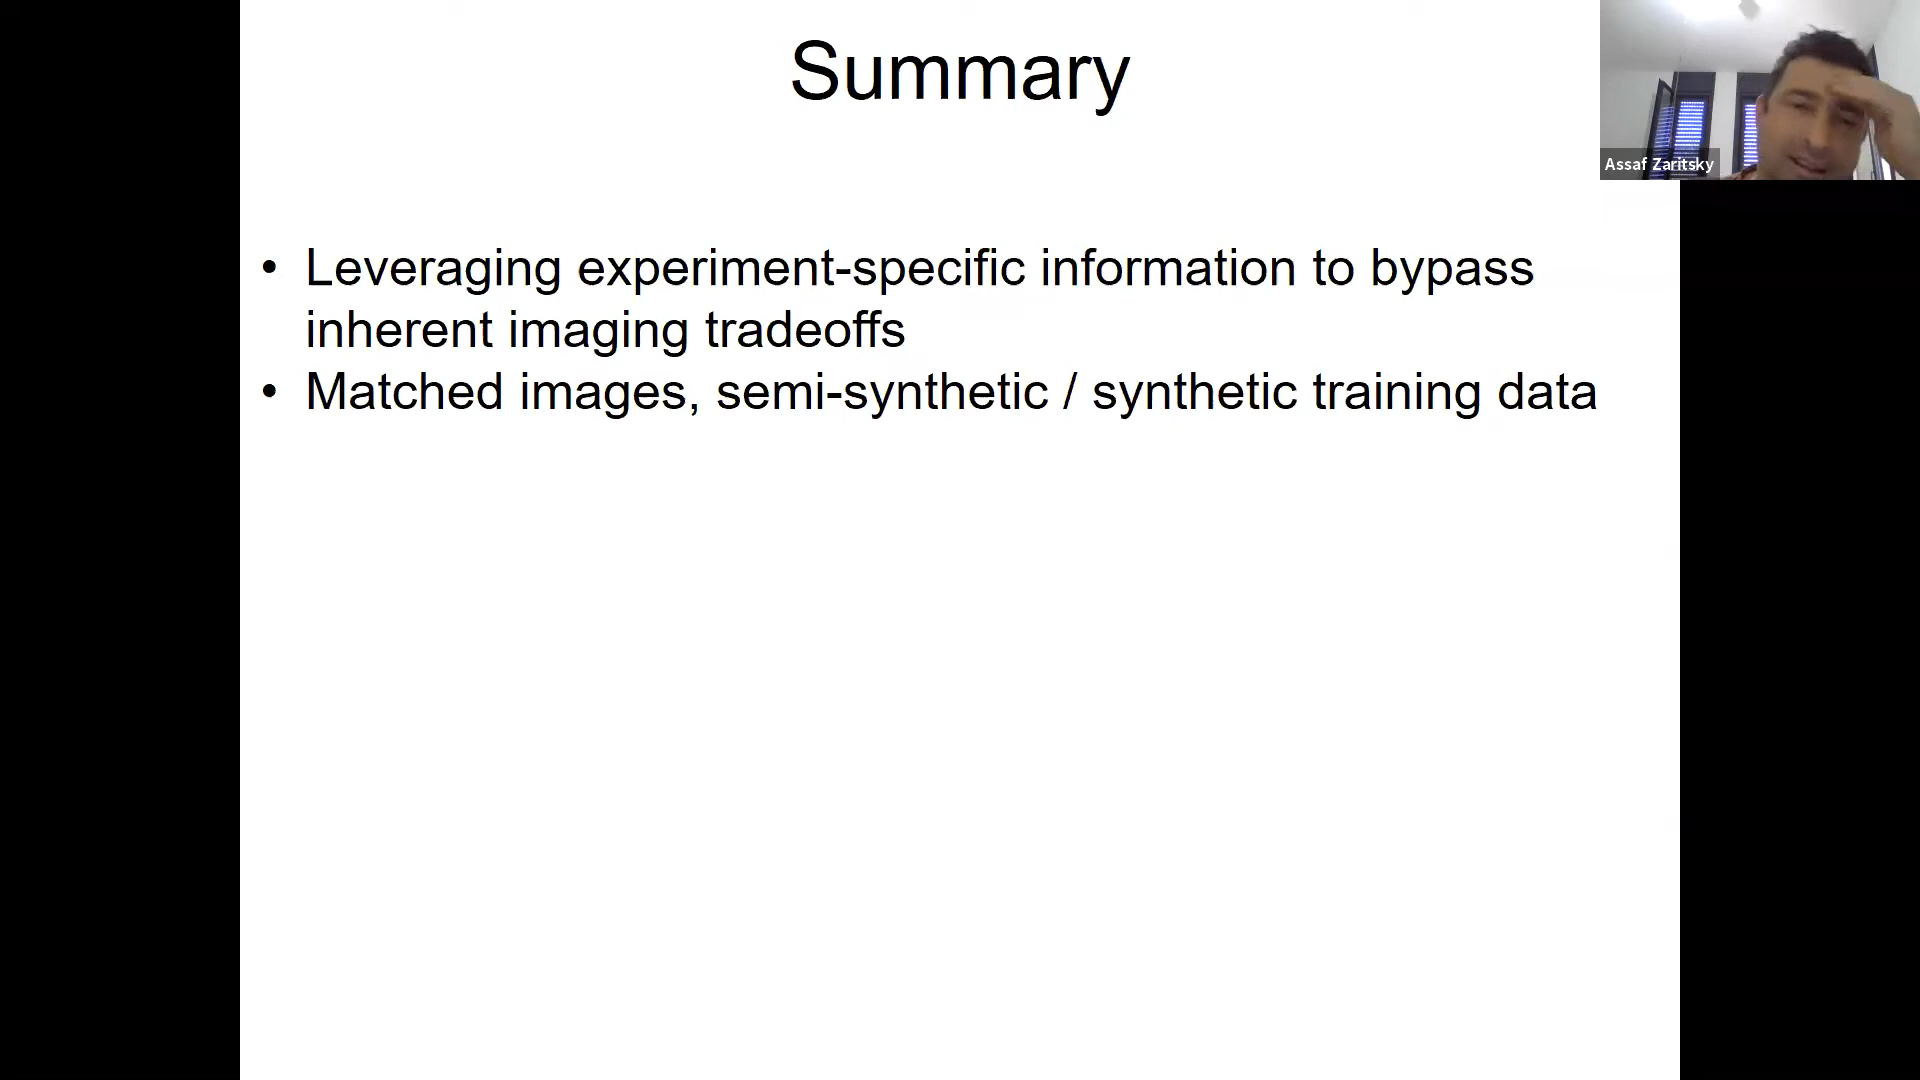 Summary
Assaf Zaritsky
• Leveraging experiment-specific information to bypass
inherent imaging tradeoffs
• Matched images, semi-synthetic / synthetic training data